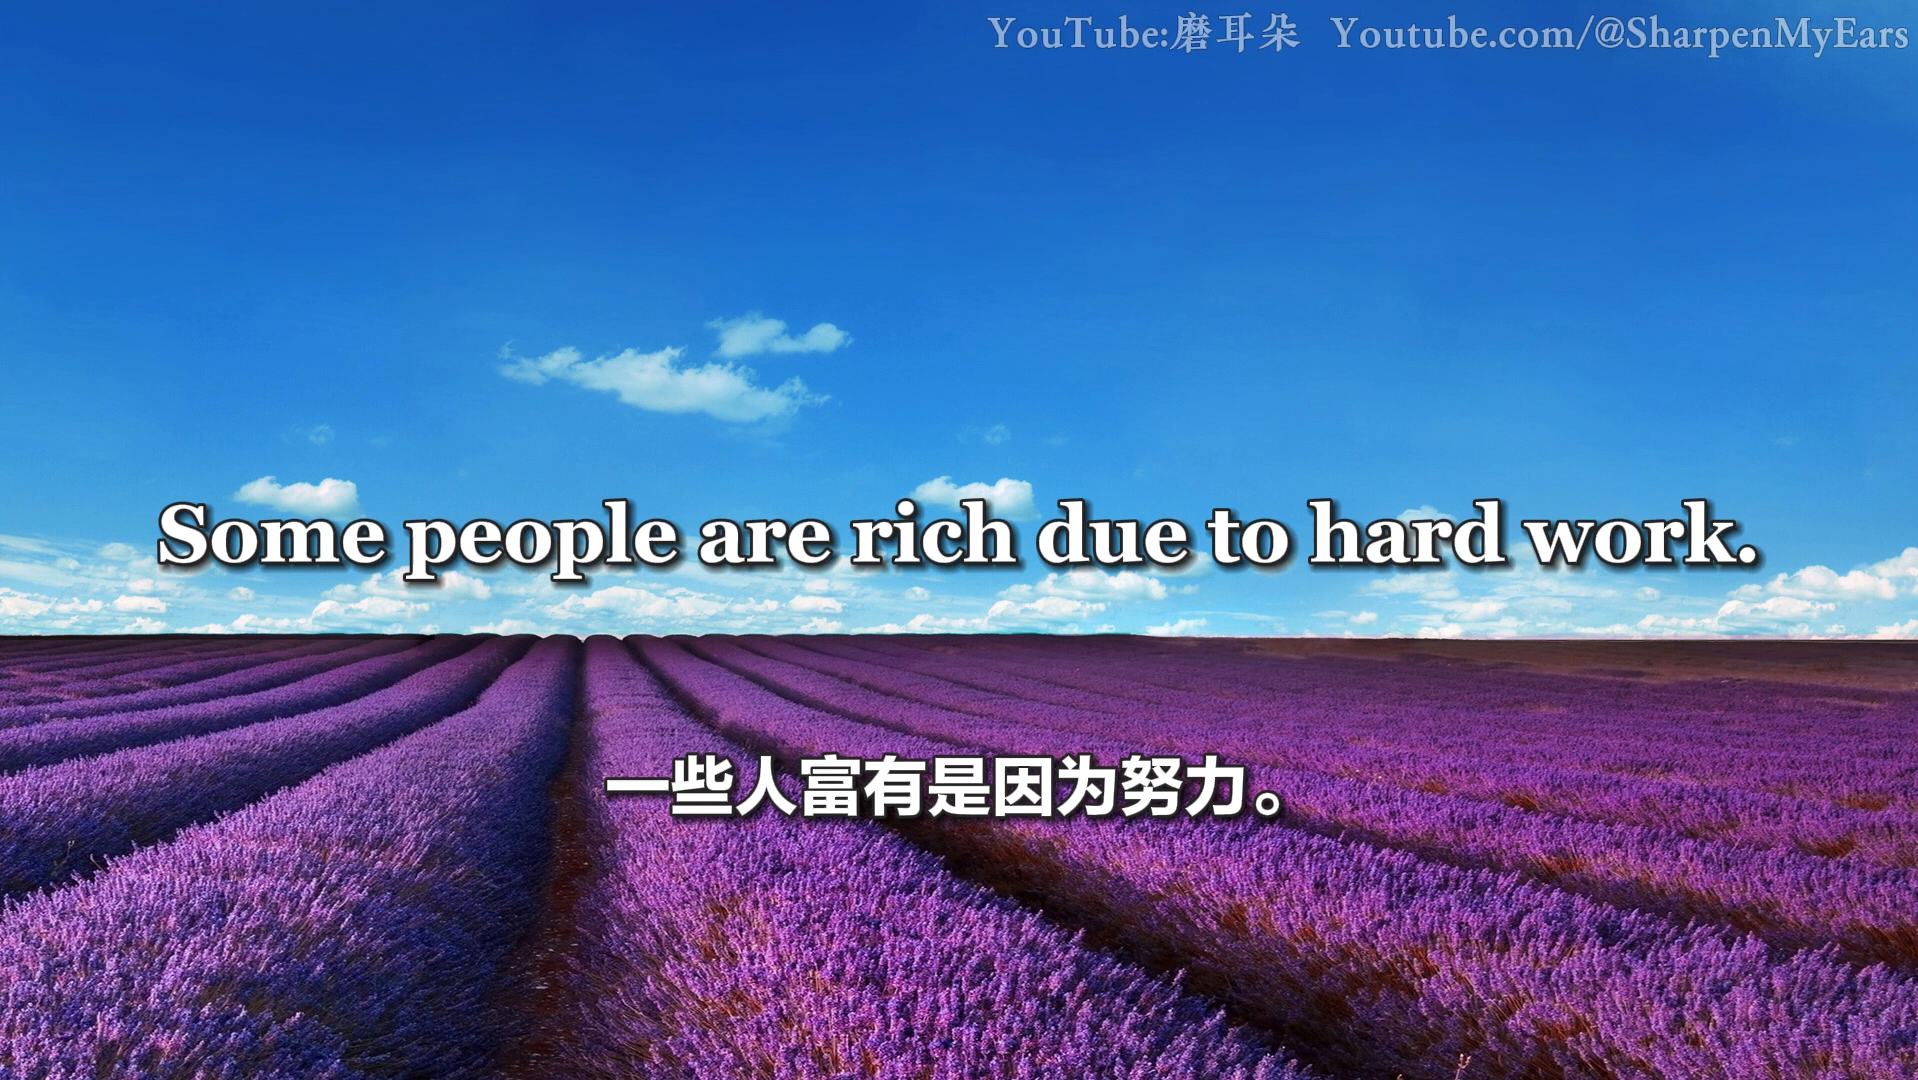 YouTube:磨耳朵 Youtube.com/@SharpenMyEars
Some people are rich due to hard work.
一些人富有是因为努力。